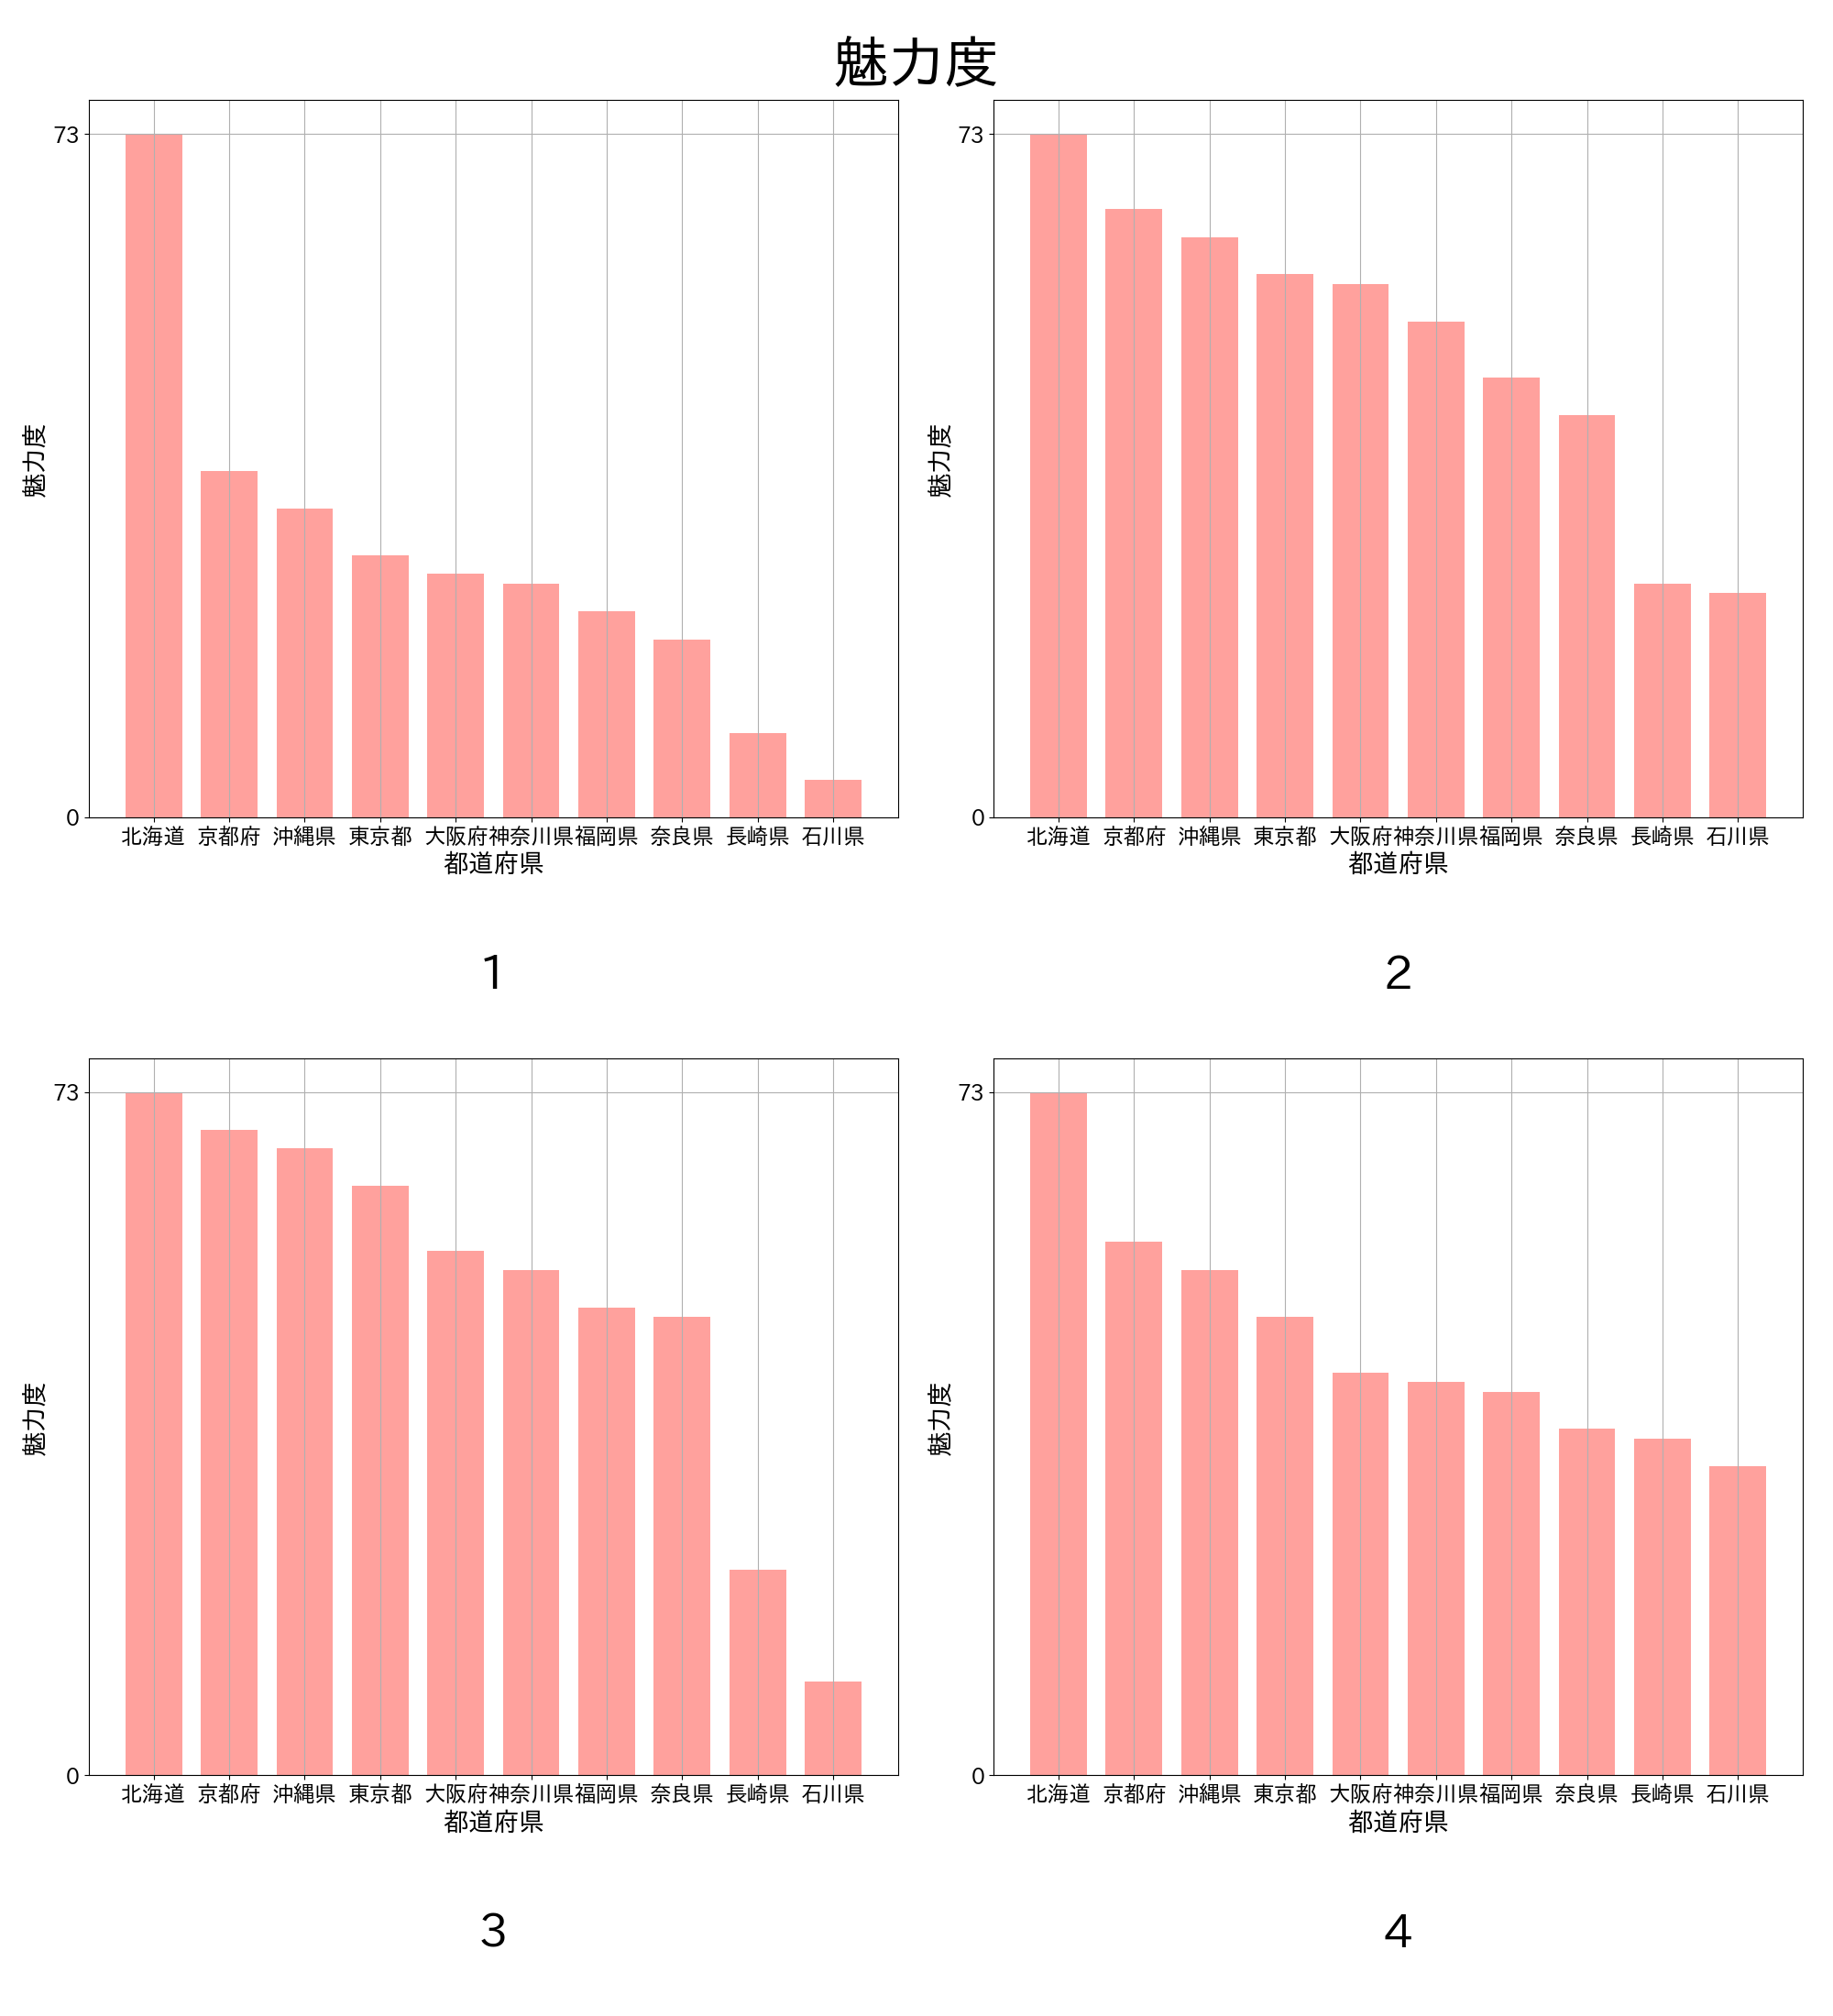 魅力度
73
0
魅力度
北海道 京都府 沖縄県 東京都 大阪府 神奈川県 福岡県 奈良県 長崎県 石川県
都道府県
1
73
0
魅力度
北海道 京都府 沖縄県 東京都 大阪府 神奈川県 福岡県 奈良県 長崎県 石川県
都道府県
2
73
0
魅力度
北海道 京都府 沖縄県 東京都 大阪府 神奈川県 福岡県 奈良県 長崎県 石川県
都道府県
3
73
0
魅力度
北海道 京都府 沖縄県 東京都 大阪府 神奈川県 福岡県 奈良県 長崎県 石川県
都道府県
4